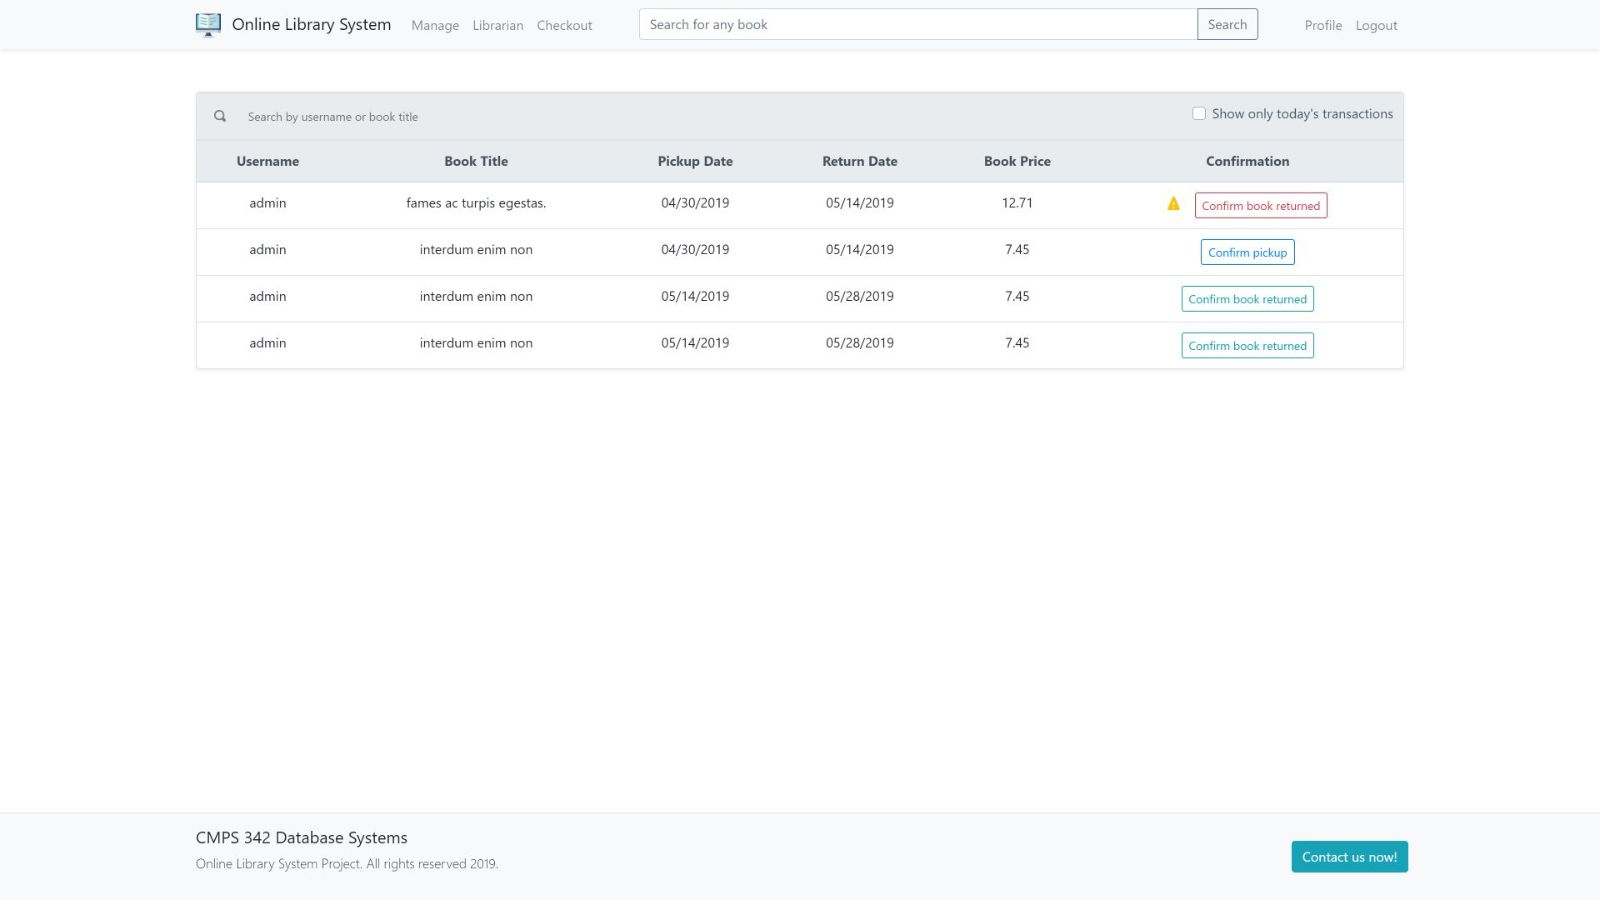 Online Library System Manage Librarian Checkout Search for any book Search Profile Logout
Search by username or book title Show only today's transactions
Username Book Title Pickup Date Return Date Book Price Confirmation
admin fames ac turpis egestas. 04/30/2019 05/14/2019 12.71 Confirm book returned
admin interdum enim non 04/30/2019 05/14/2019 7.45 Confirm pickup
admin interdum enim non 05/14/2019 05/28/2019 7.45 Confirm book returned
admin interdum enim non 05/14/2019 05/28/2019 7.45 Confirm book returned
CMPS 342 Database Systems
Online Library System Project. All rights reserved 2019.
Contact us now!